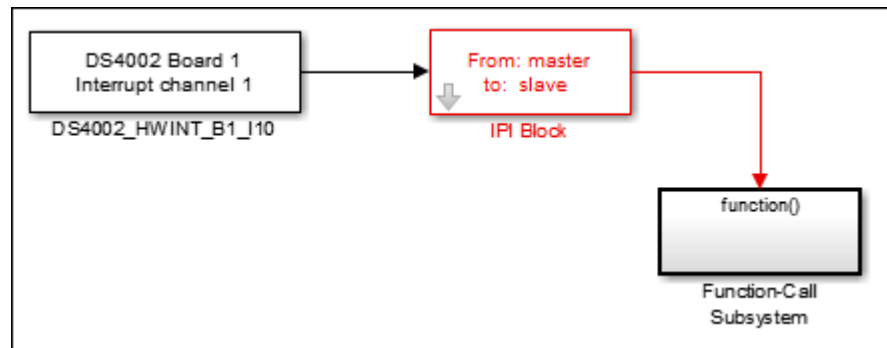 DS4002 Board 1
Interrupt channel 1
DS4002_HWINT_B1_I10
From: master
to: slave
IPI Block
function()
Function-Call
Subsystem